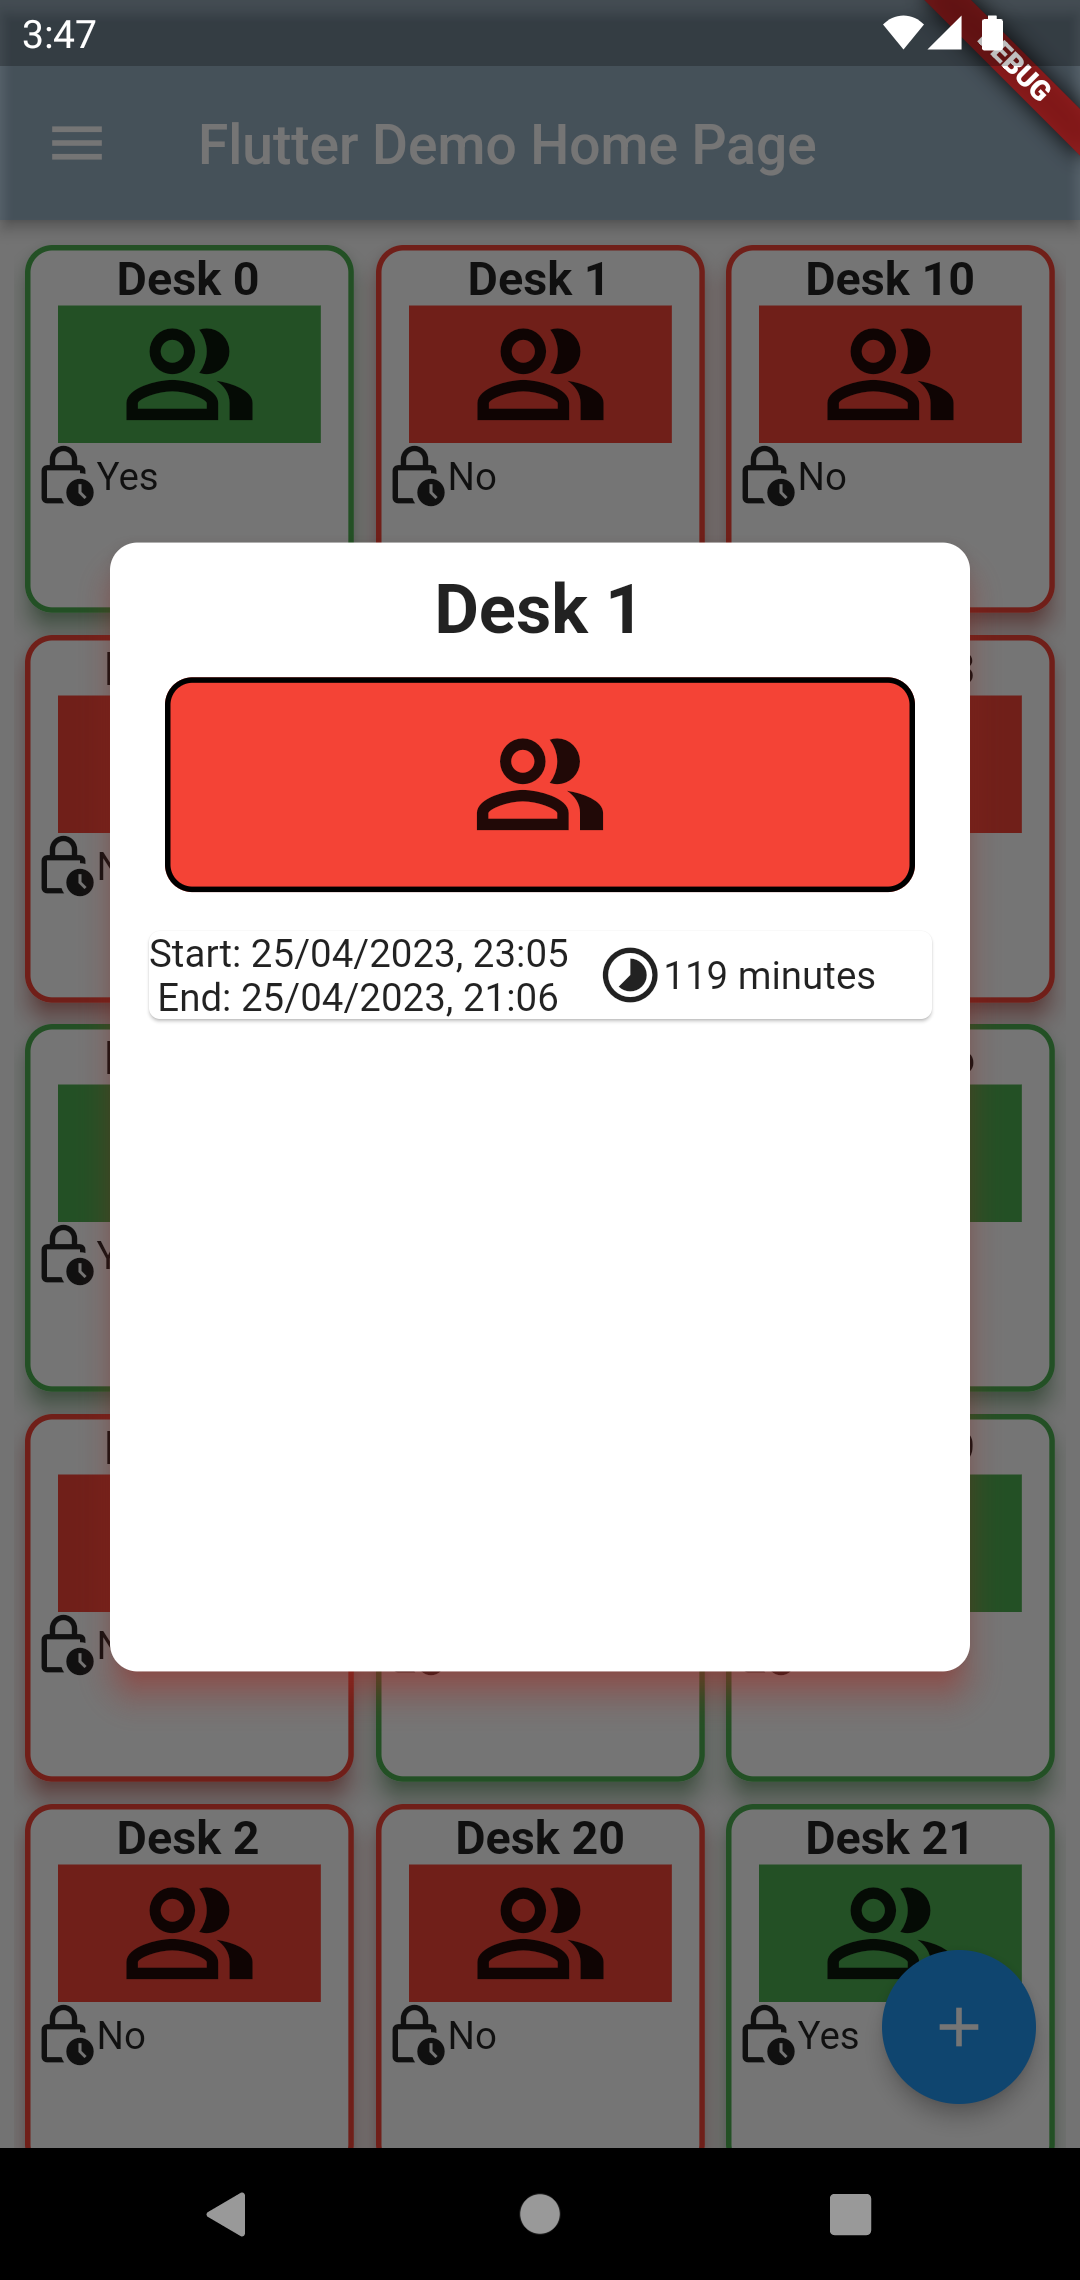 3:47
DEBUG
Flutter Demo Home Page
Desk 0
Desk 1
Desk 10
Yes
No
No
Desk 1
Start: 25/04/2023, 23:05
End: 25/04/2023, 21:06
119 minutes
Desk 2
Desk 20
Desk 21
No
No
Yes